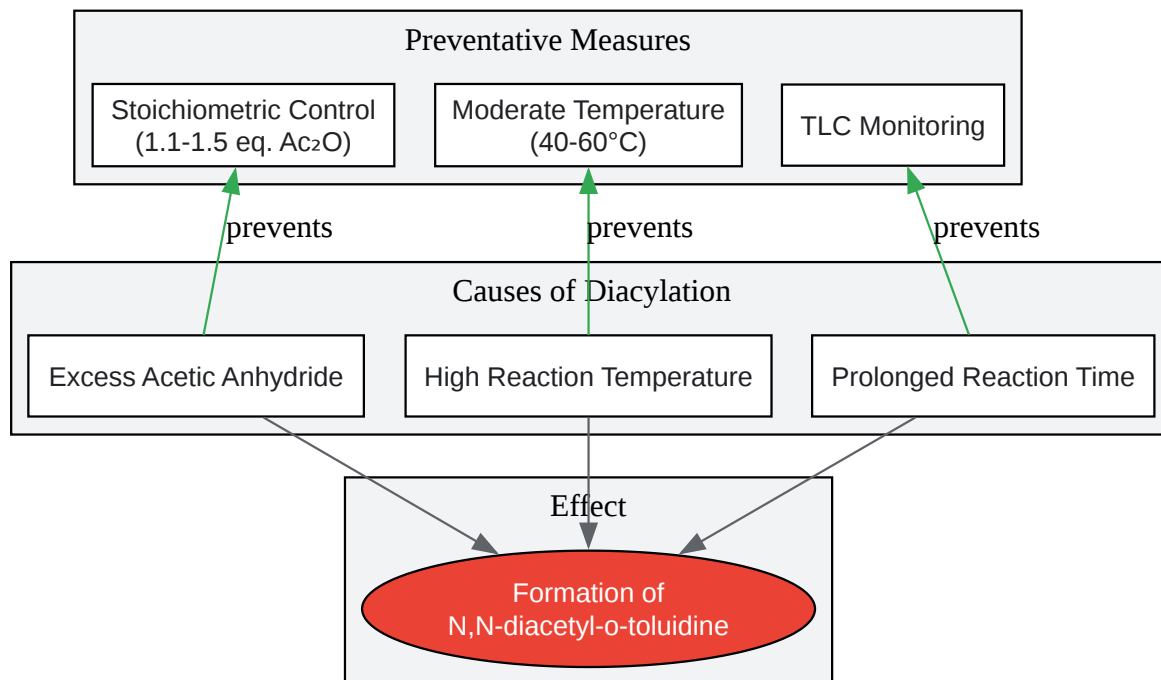 Preventative Measures
Stoichiometric Control
(1.1-1.5 eq. Ac₂O)
Moderate Temperature
(40-60°C)
TLC Monitoring
prevents
prevents
prevents
Causes of Diacylation
Excess Acetic Anhydride
High Reaction Temperature
Prolonged Reaction Time
Effect
Formation of
N,N-diacetyl-o-toluidine